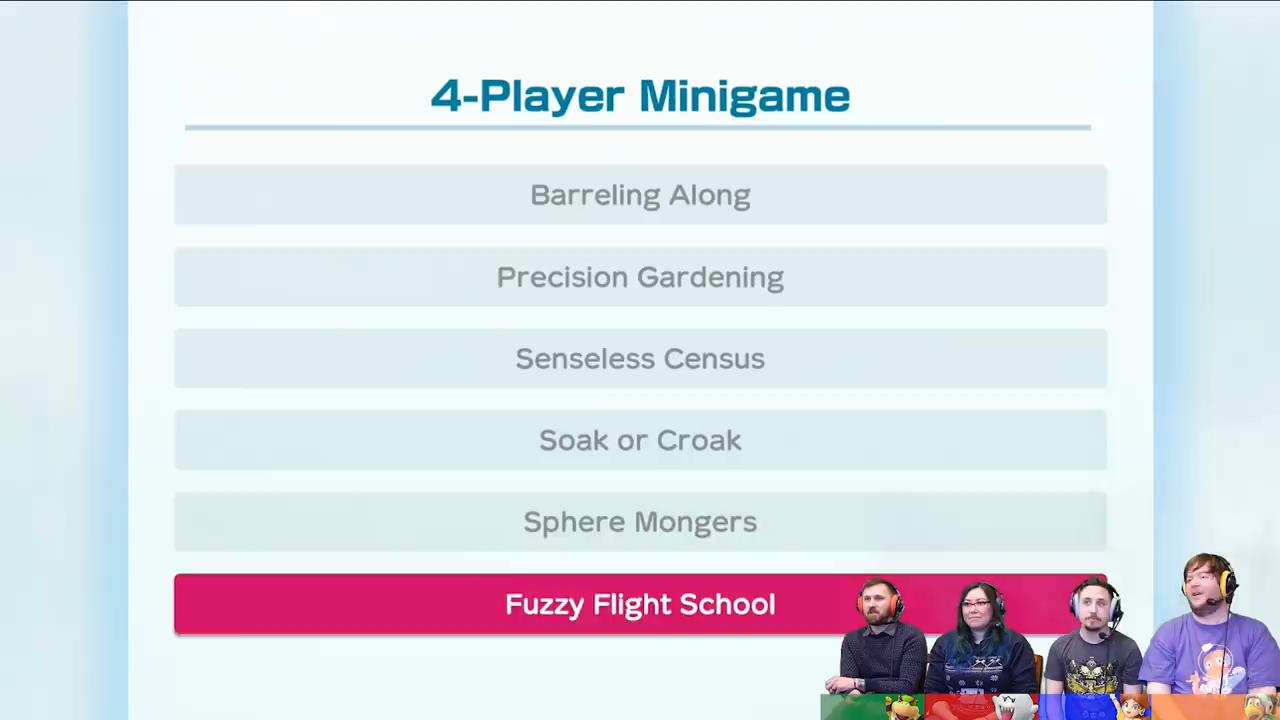 4-Player Minigame
Barreling Along
Precision Gardening
Senseless Census
Soak or Croak
Sphere Mongers
Fuzzy Flight School